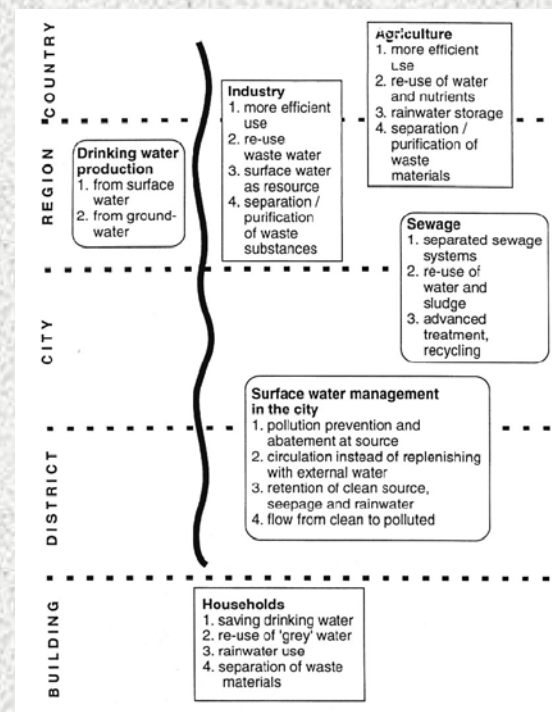 COUNTRY
Agriculture
1. more efficient
use
2. re-use of water
and nutrients
3. rainwater storage
4. separation /
purification of
waste
materials
Industry
1. more efficient
use
2. re-use
waste water
3. surface water
as resource
4. separation /
purification
of waste
substances
REGION
Drinking water
production
1. from surface
water
2. from ground-
water
Sewage
1. separated sewage
systems
2. re-use of
water and
sludge
3. advanced
treatment,
recycling
CITY
Surface water management
in the city
1. pollution prevention and
abatement at source
2. circulation instead of replenishing
with external water
3. retention of clean source,
seepage and rainwater
4. flow from clean to polluted
DISTRICT
BUILDING
Households
1. saving drinking water
2. re-use of 'grey' water
3. rainwater use
4. separation of waste
materials